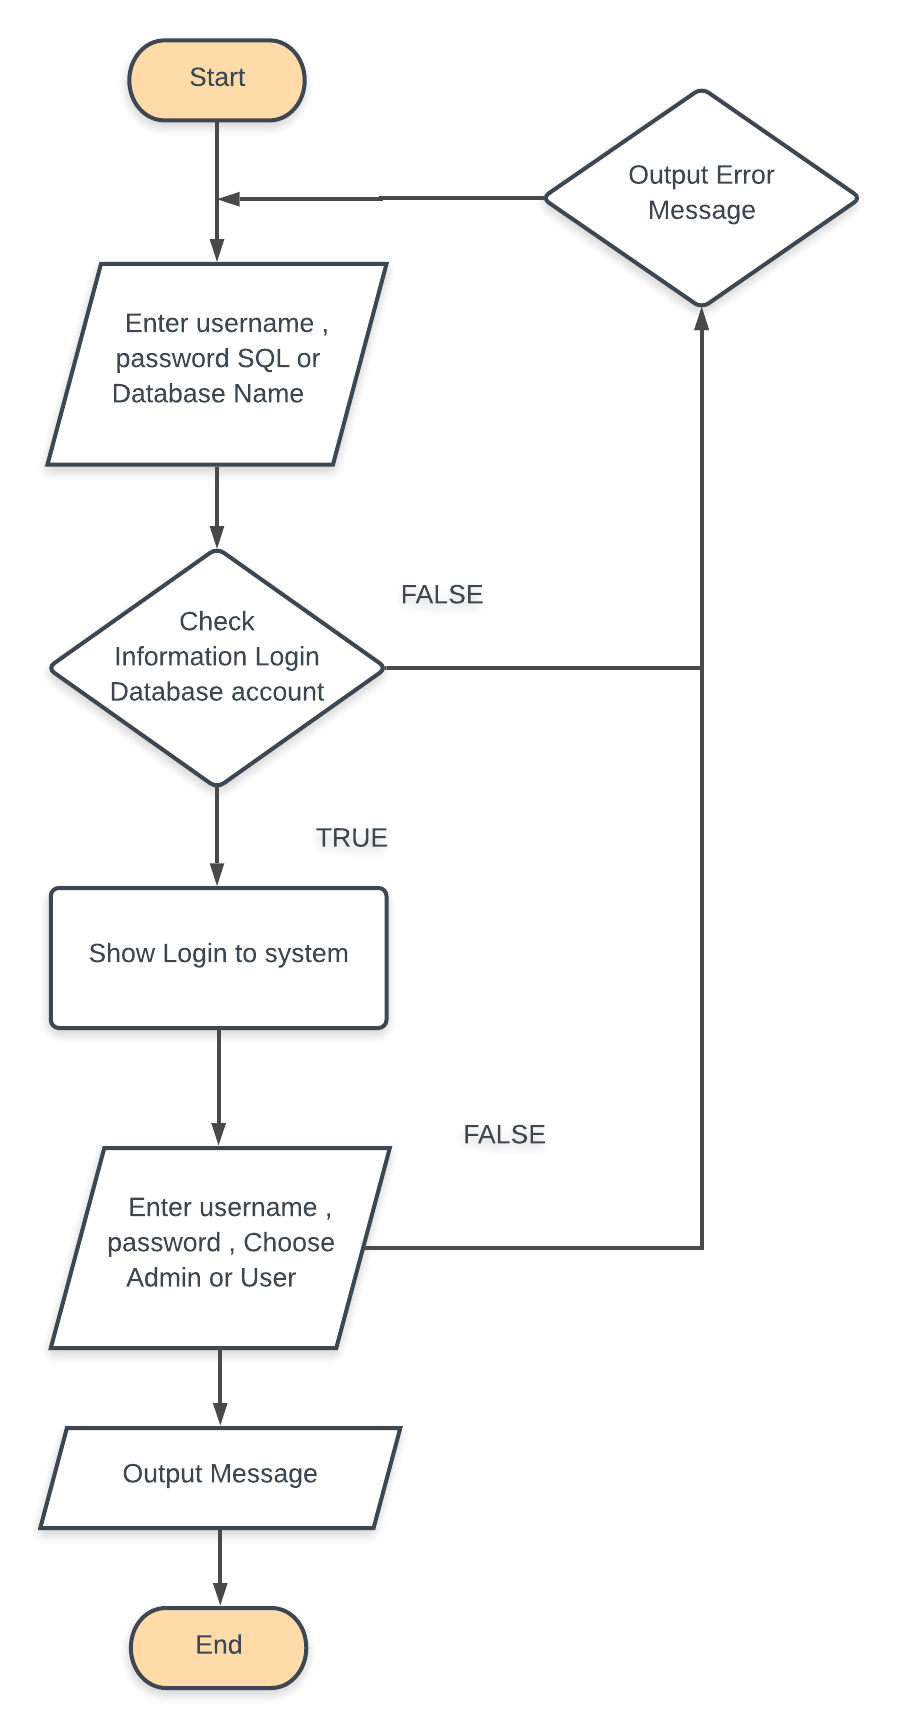 Start
Output Error
Message
Enter username ,
password SQL or
Database Name
FALSE
Check
Information Login
Database account
TRUE
Show Login to system
FALSE
Enter username ,
password , Choose
Admin or User
Output Message
End